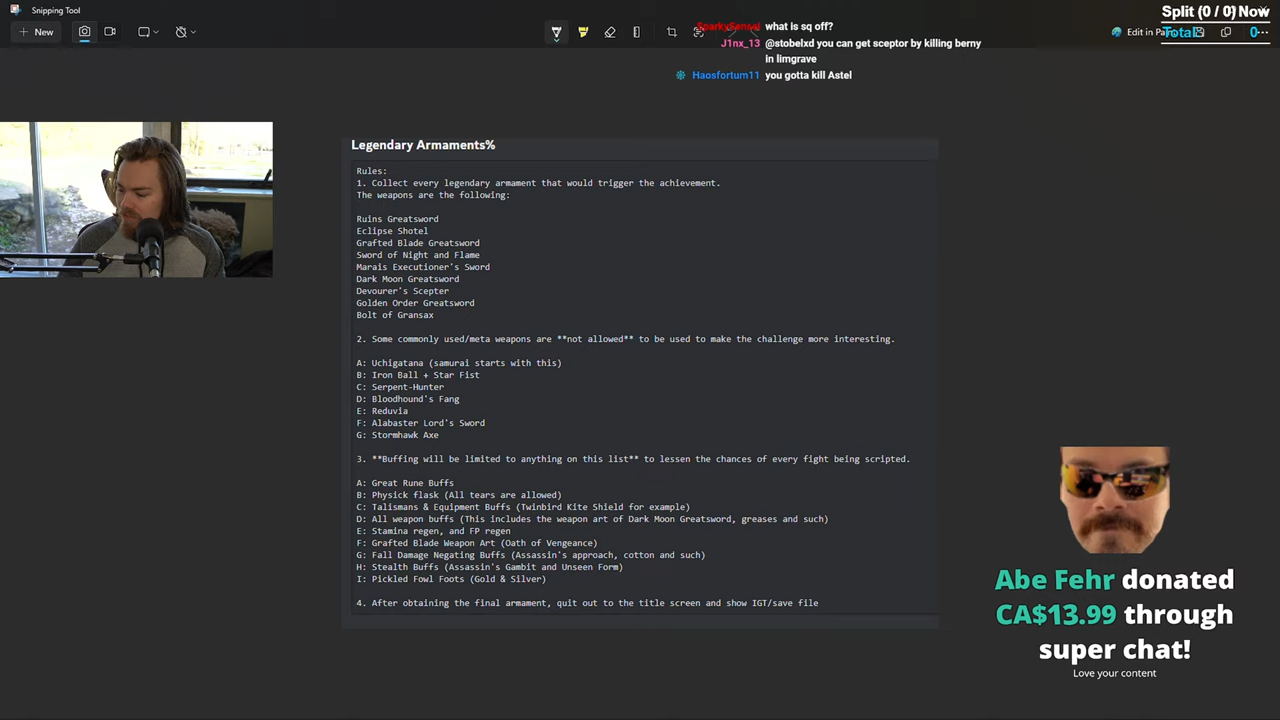 Snipping Tool
New
Edit in Pa
Split (0 / 0) Now
Total
0
what is sq off?
J1nx_13 @stobelxd you can get sceptor by killing berny
in limgrave
Haosfortum11 you gotta kill Astel
Legendary Armaments%
Rules:
1. Collect every legendary armament that would trigger the achievement.
The weapons are the following:
Ruins Greatsword
Eclipse Shotel
Grafted Blade Greatsword
Sword of Night and Flame
Marais Executioner's Sword
Dark Moon Greatsword
Devourer's Scepter
Golden Order Greatsword
Bolt of Gransax
2. Some commonly used/meta weapons are **not allowed** to be used to make the challenge more interesting.
A: Uchigatana (samurai starts with this)
B: Iron Ball + Star Fist
C: Serpent-Hunter
D: Bloodhound's Fang
E: Reduvia
F: Alabaster Lord's Sword
G: Stormhawk Axe
3. **Buffing will be limited to anything on this list** to lessen the chances of every fight being scripted.
A: Great Rune Buffs
B: Physick flask (All tears are allowed)
C: Talismans & Equipment Buffs (Twinbird Kite Shield for example)
D: All weapon buffs (This includes the weapon art of Dark Moon Greatsword, greases and such)
E: Stamina regen, and FP regen
F: Grafted Blade Weapon Art (Oath of Vengeance)
G: Fall Damage Negating Buffs (Assassin's approach, cotton and such)
H: Stealth Buffs (Assassin's Gambit and Unseen Form)
I: Pickled Fowl Foots (Gold & Silver)
4. After obtaining the final armament, quit out to the title screen and show IGT/save file
Abe Fehr donated
CA$13.99 through
super chat!
Love your content